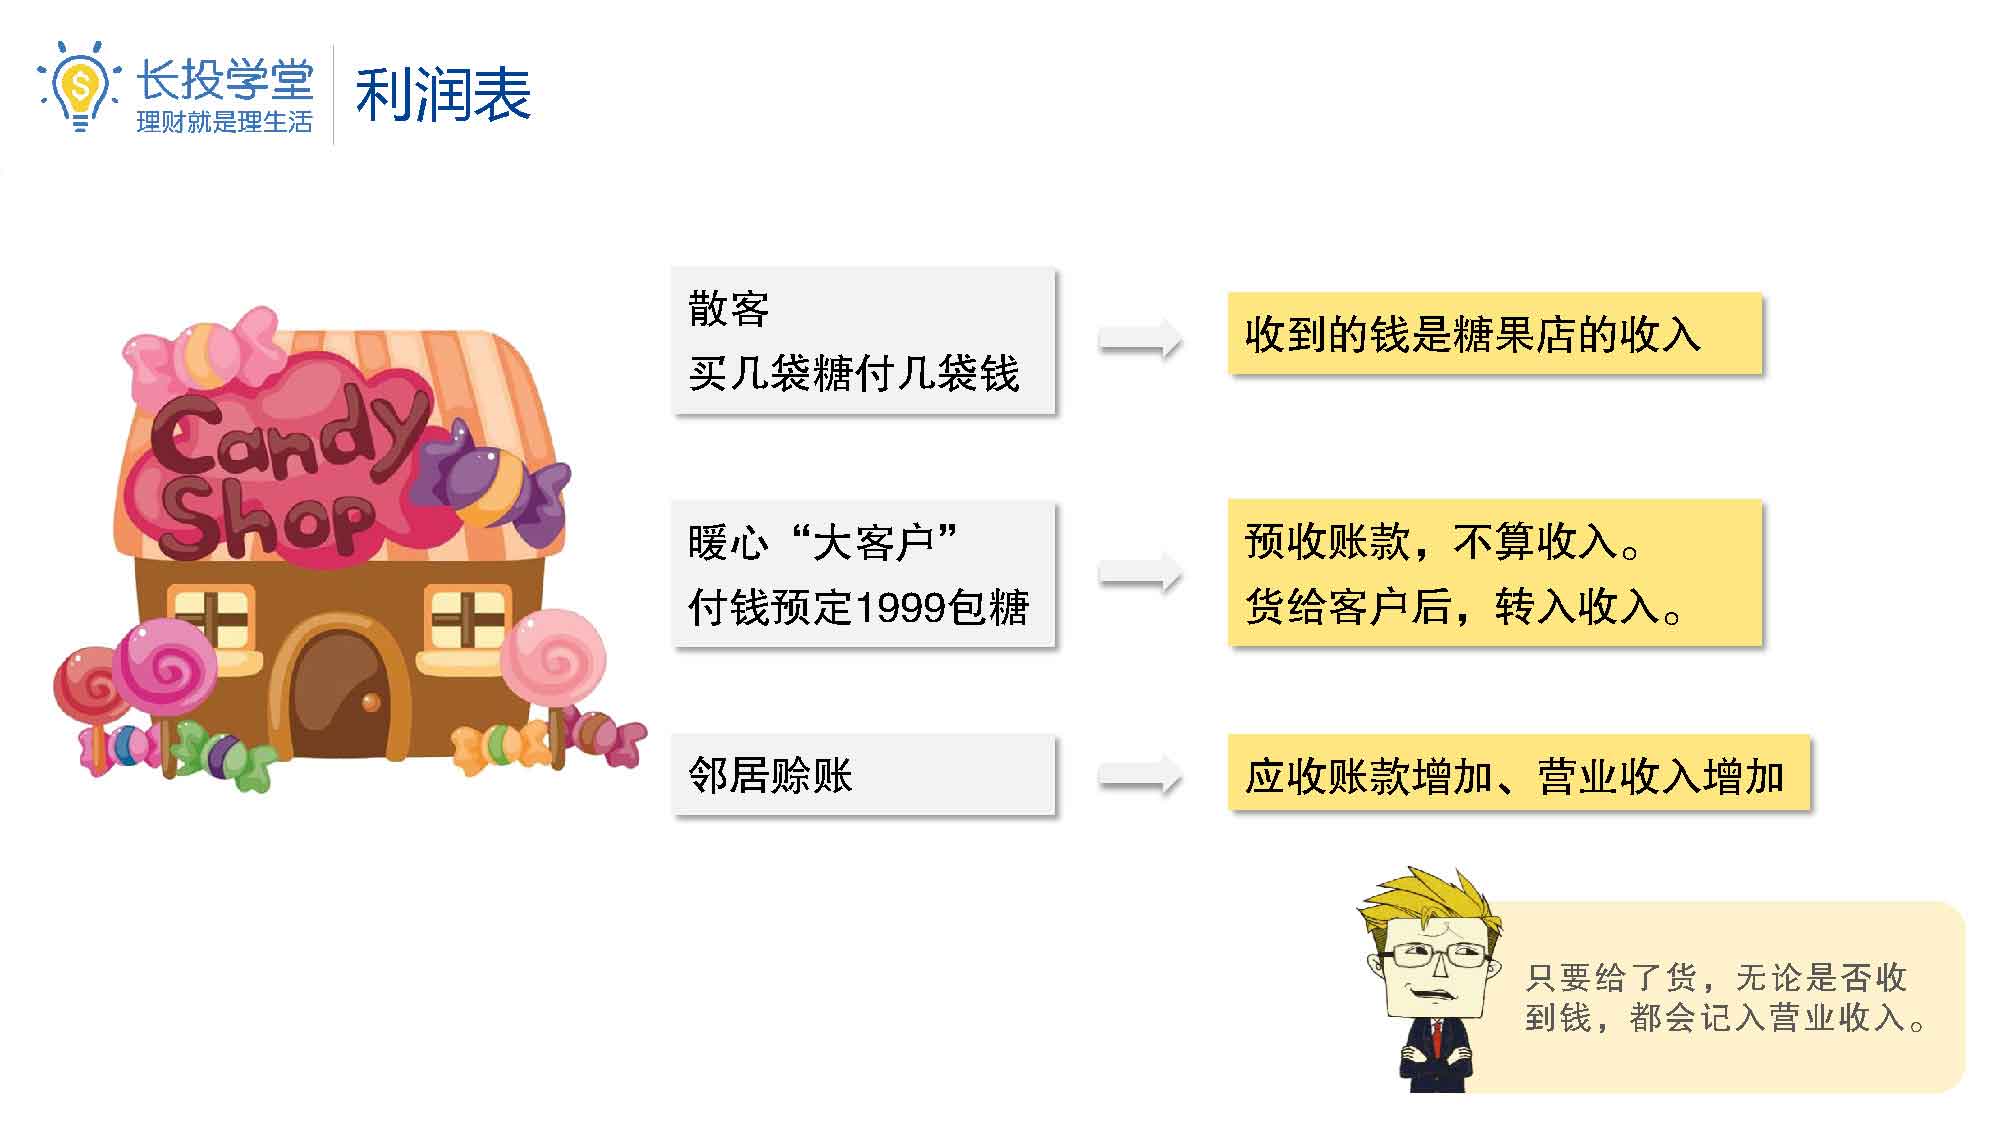 长投学堂
理财就是理生活
利润表
Candy
Shop
散客
买几袋糖付几袋钱
收到的钱是糖果店的收入
暖心“大客户”
付钱预定1999包糖
预收账款，不算收入。
货给客户后，转入收入。
邻居赊账
应收账款增加、营业收入增加
只要给了货，无论是否收
到钱，都会记入营业收入。